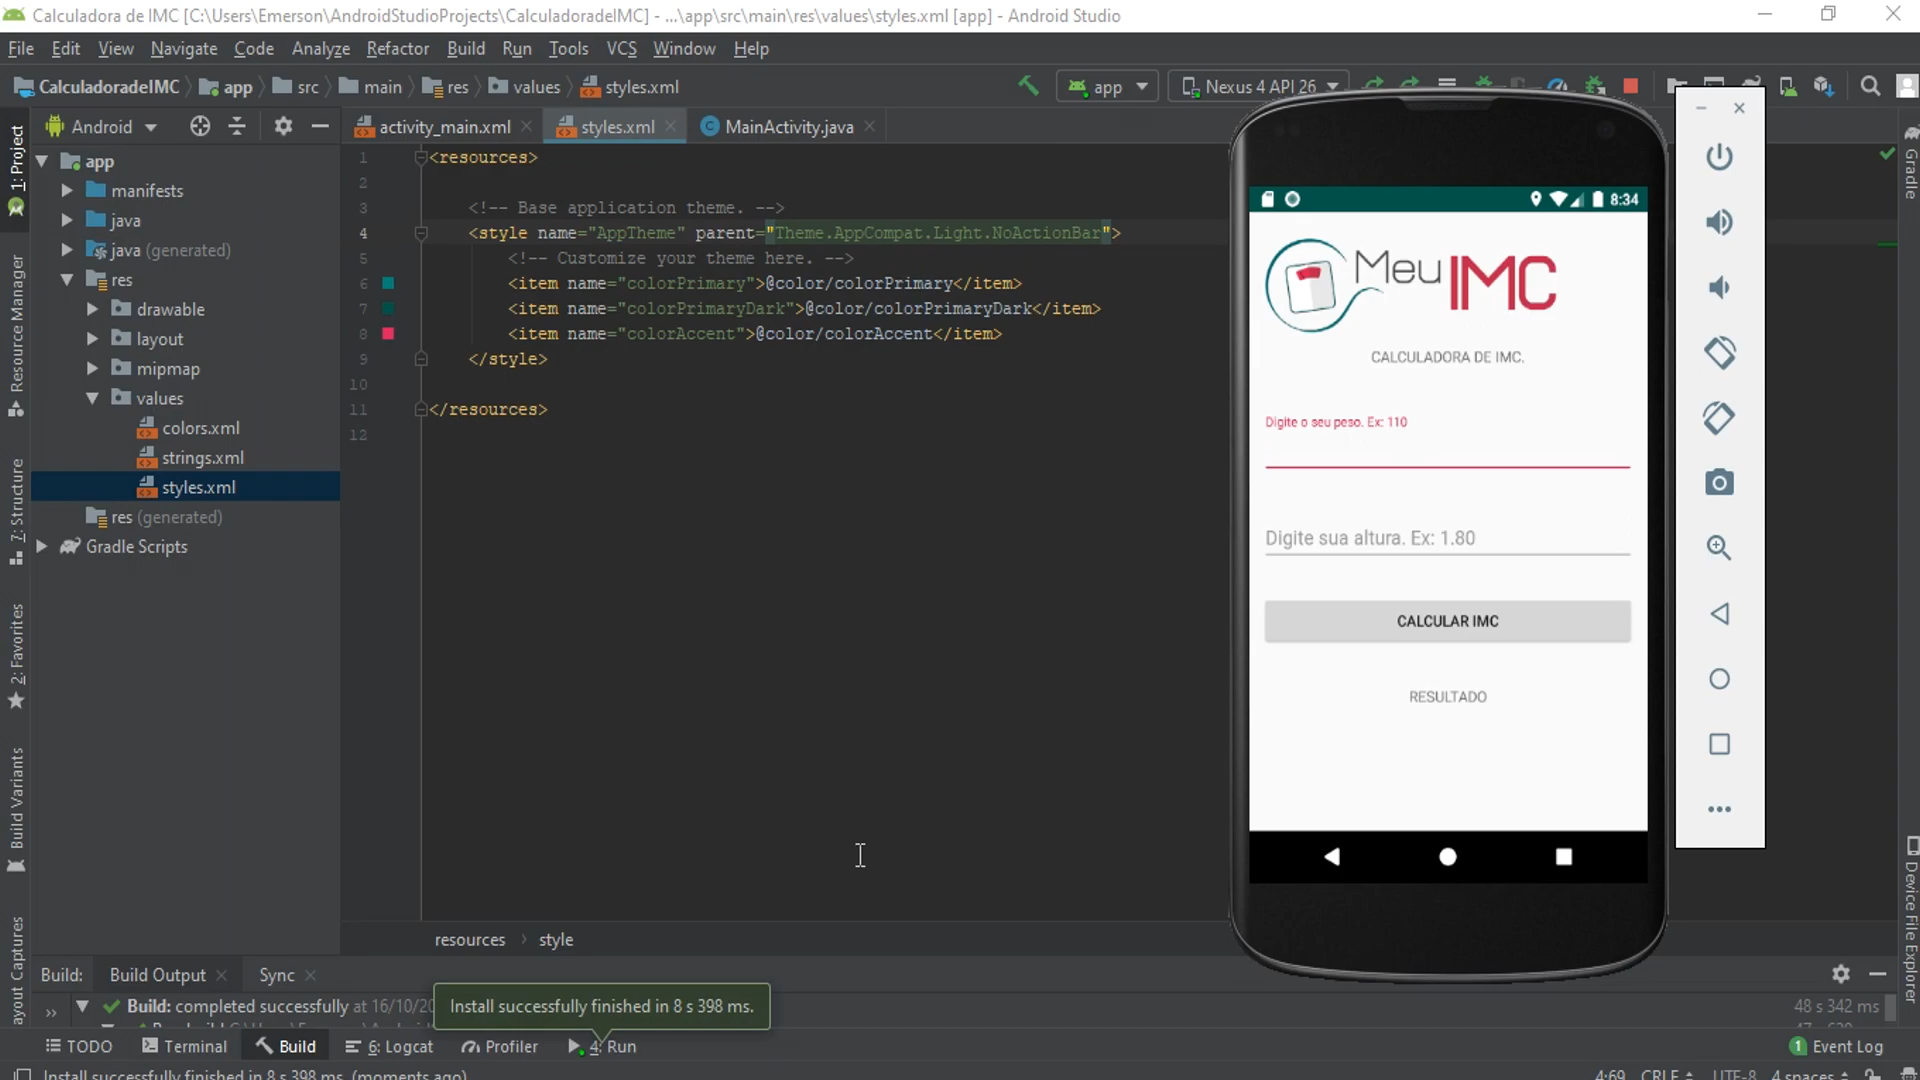 Calculadora de IMC [C:\Users\Emerson\AndroidStudioProjects\CalculadoradeIMC] - ...\app\src\main\res\values\styles.xml [app] - Android Studio
File Edit View Navigate Code Analyze Refactor Build Run Tools VCS Window Help
CalculadoradeIMC app src main res values styles.xml app Nexus 4 API 26
Android activity_main.xml styles.xml MainActivity.java
app
manifests
java
java (generated)
res
drawable
layout
mipmap
values
colors.xml
strings.xml
styles.xml
res (generated)
Gradle Scripts
1: Project
Resource Manager
7: Structure
2: Favorites
Build Variants
ayout Captures
1 <resources>
2
3 <!-- Base application theme. -->
4 <style name="AppTheme" parent="Theme.AppCompat.Light.NoActionBar">
5 <!-- Customize your theme here. -->
6 <item name="colorPrimary">@color/colorPrimary</item>
7 <item name="colorPrimaryDark">@color/colorPrimaryDark</item>
8 <item name="colorAccent">@color/colorAccent</item>
9 </style>
10
11 </resources>
12
8:34
Meu IMC
CALCULADORA DE IMC.
Digite o seu peso. Ex: 110
Digite sua altura. Ex: 1.80
CALCULAR IMC
RESULTADO
Gradle
Device File Explorer
resources style
Build: Build Output Sync
Build: completed successfully at 16/10/20
48 s 342 ms
Install successfully finished in 8 s 398 ms.
TODO Terminal Build 6: Logcat Profiler 4: Run
1 Event Log
Install successfully finished in 8 s 398 ms. (moments ago)
4:69 CRLF UTF-8 4 spaces